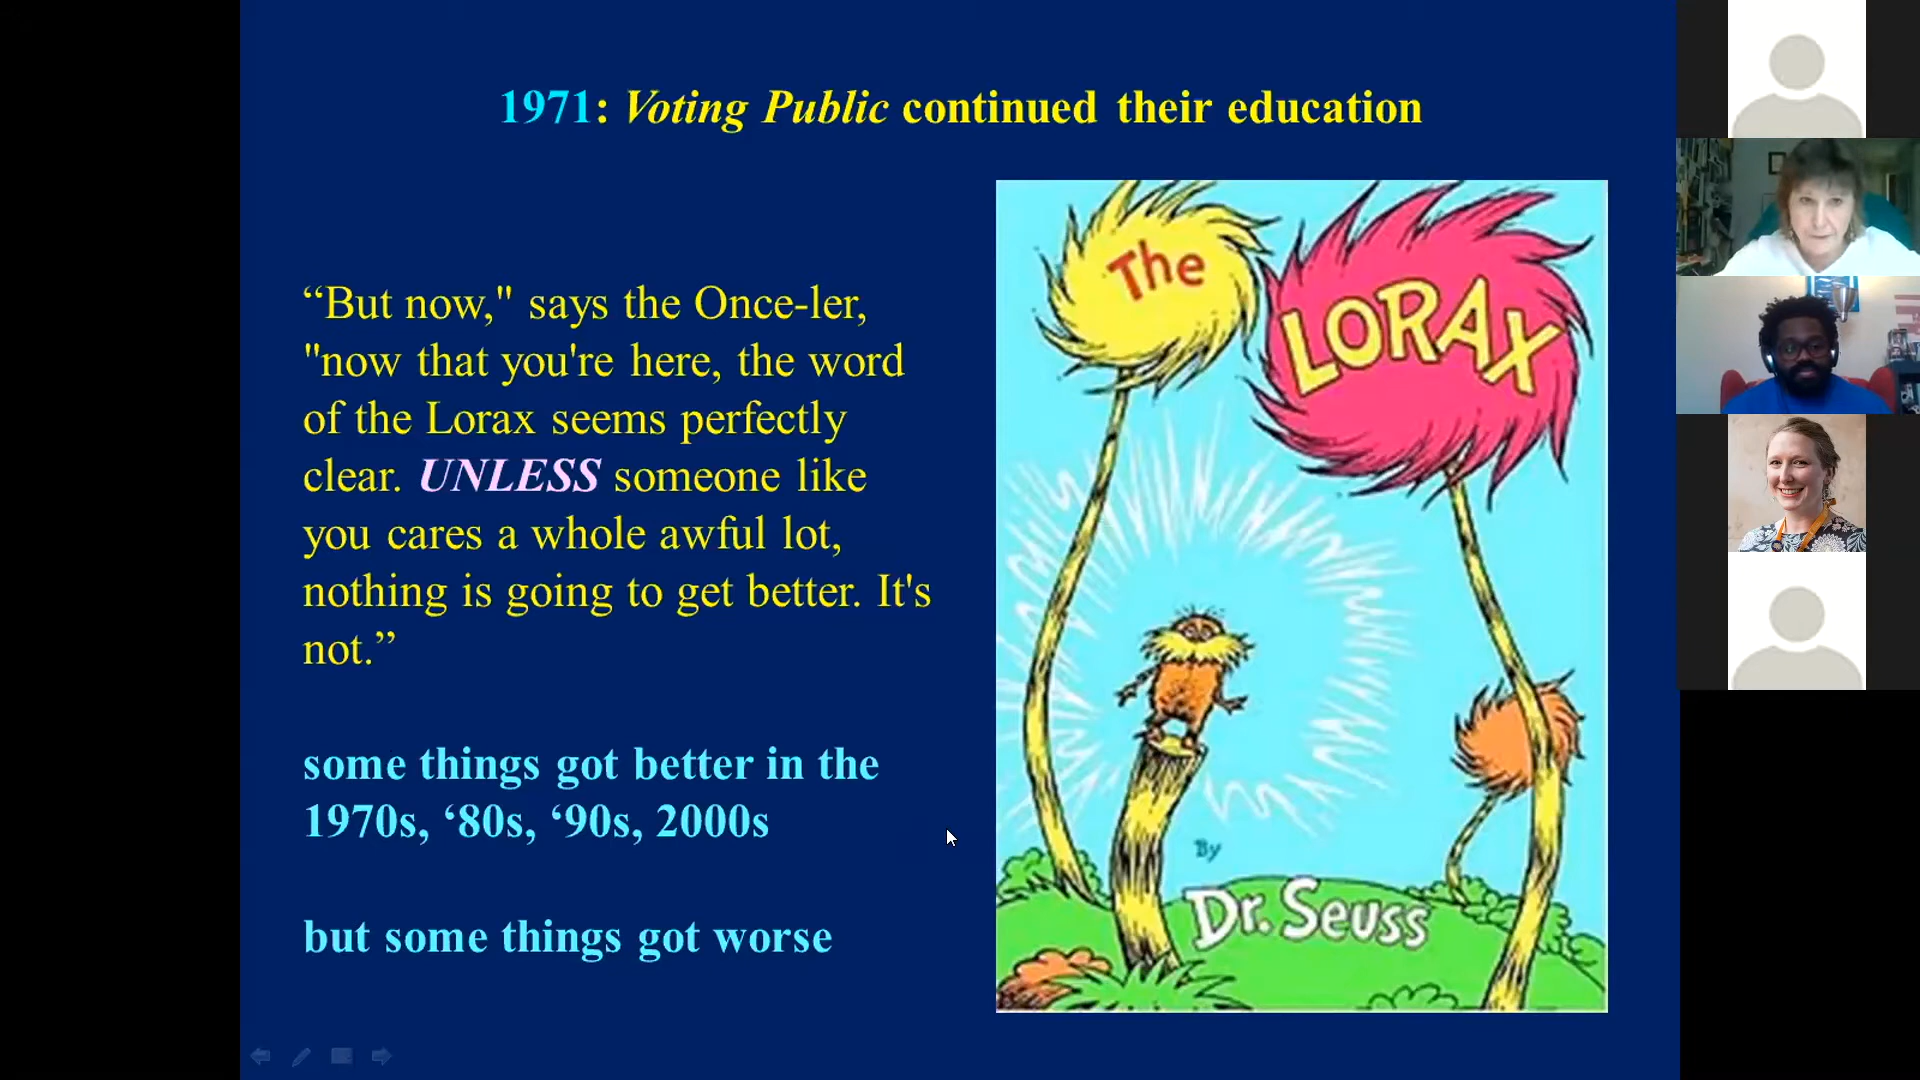 1971: Voting Public continued their education
“But now," says the Once-ler,
"now that you're here, the word
of the Lorax seems perfectly
clear. UNLESS someone like
you cares a whole awful lot,
nothing is going to get better. It's
not.”
some things got better in the
1970s, ‘80s, ‘90s, 2000s
but some things got worse
The
LORAX
By
Dr. Seuss